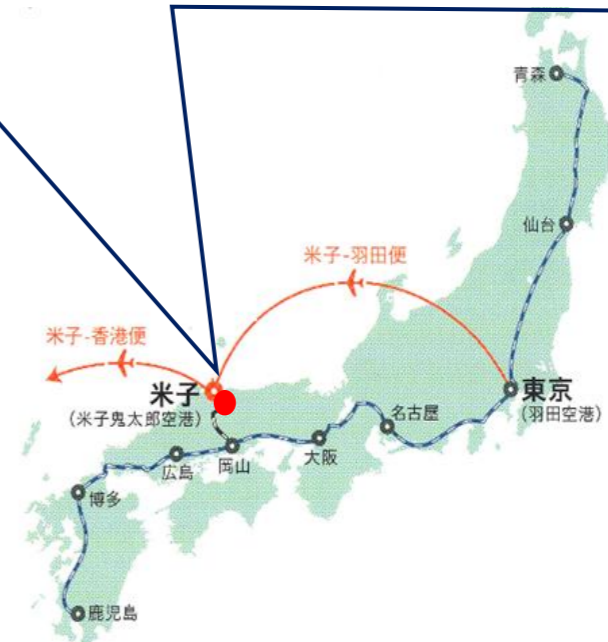 青森
仙台
米子-羽田便
米子-香港便
米子
(米子鬼太郎空港)
東京
(羽田空港)
名古屋
大阪
岡山
広島
博多
鹿児島